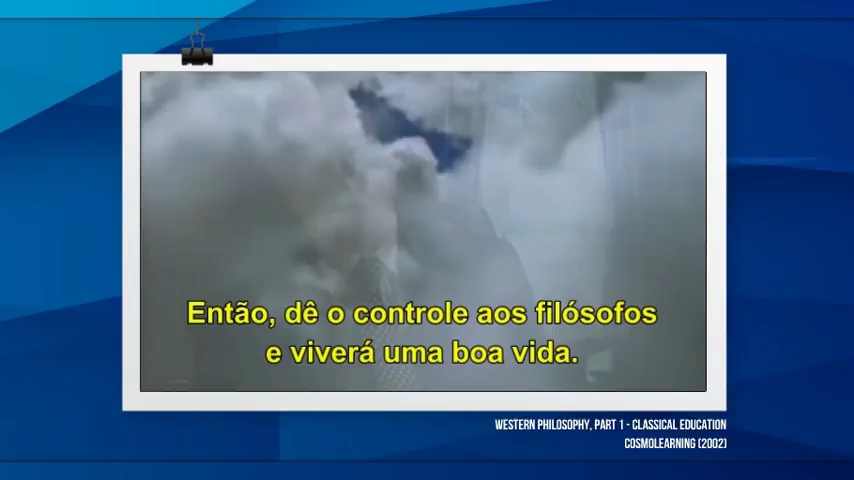 Então, dê o controle aos filósofos
e viverá uma boa vida.
WESTERN PHILOSOPHY, PART 1 - CLASSICAL EDUCATION
COSMOLEARNING (2002)